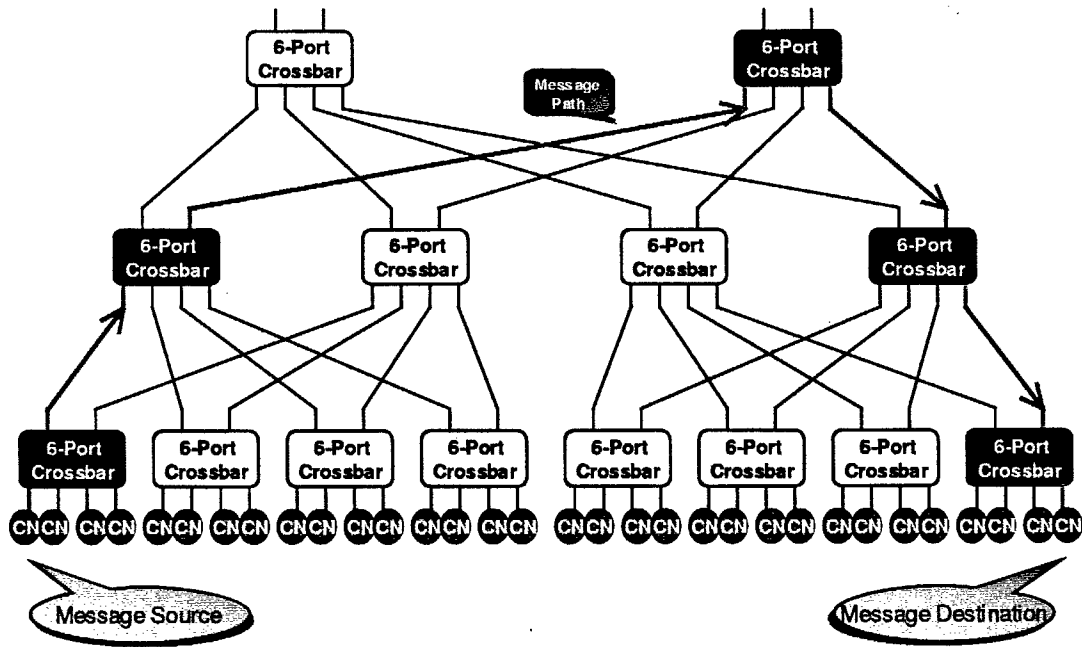 6-Port
Crossbar
6-Port
Crossbar
Message
Path
6-Port
Crossbar
6-Port
Crossbar
6-Port
Crossbar
6-Port
Crossbar
6-Port
Crossbar
6-Port
Crossbar
6-Port
Crossbar
6-Port
Crossbar
6-Port
Crossbar
6-Port
Crossbar
6-Port
Crossbar
6-Port
Crossbar
CN CN CN CN CN CN CN CN CN CN CN CN CN CN CN CN CN CN CN CN CN CN CN CN CN CN CN CN CN CN CN CN
Message Source
Message Destination